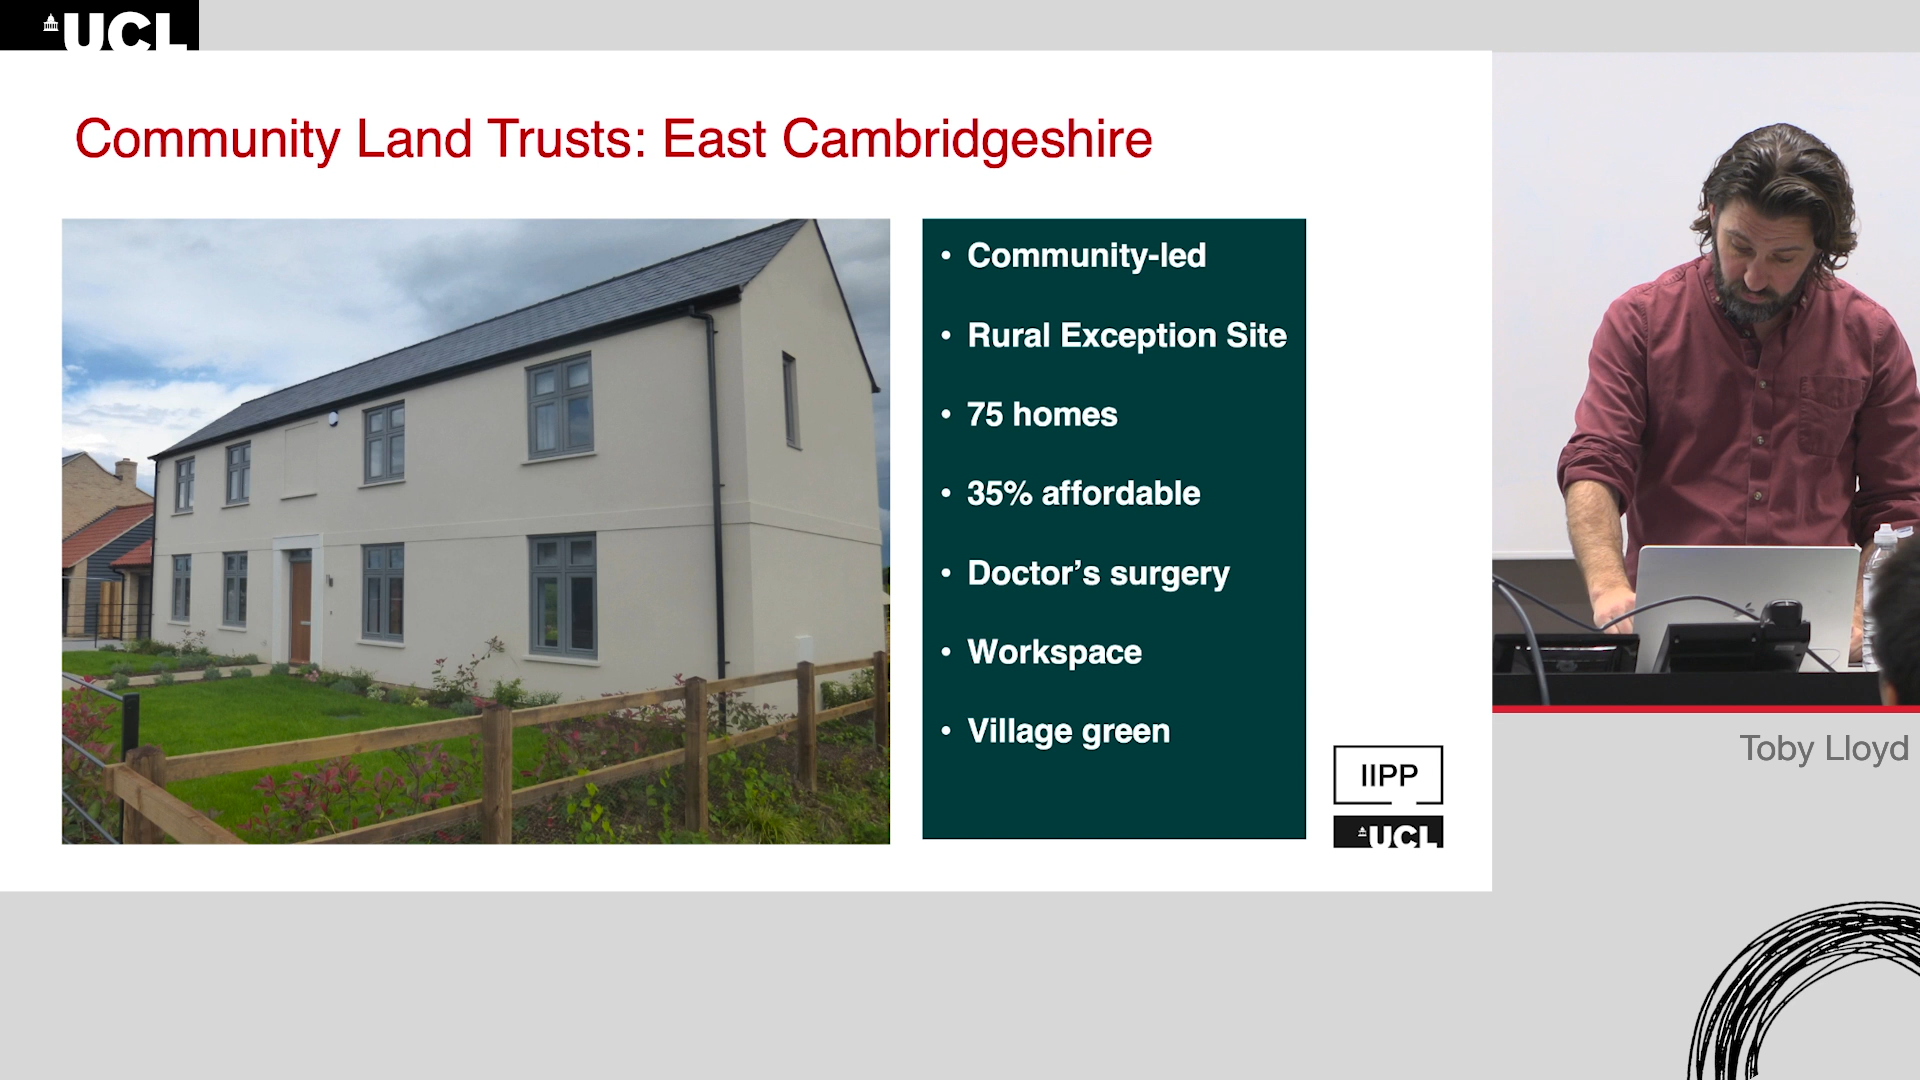 UCL
Community Land Trusts: East Cambridgeshire
• Community-led
• Rural Exception Site
• 75 homes
• 35% affordable
• Doctor’s surgery
• Workspace
• Village green
IIPP
UCL
Toby Lloyd